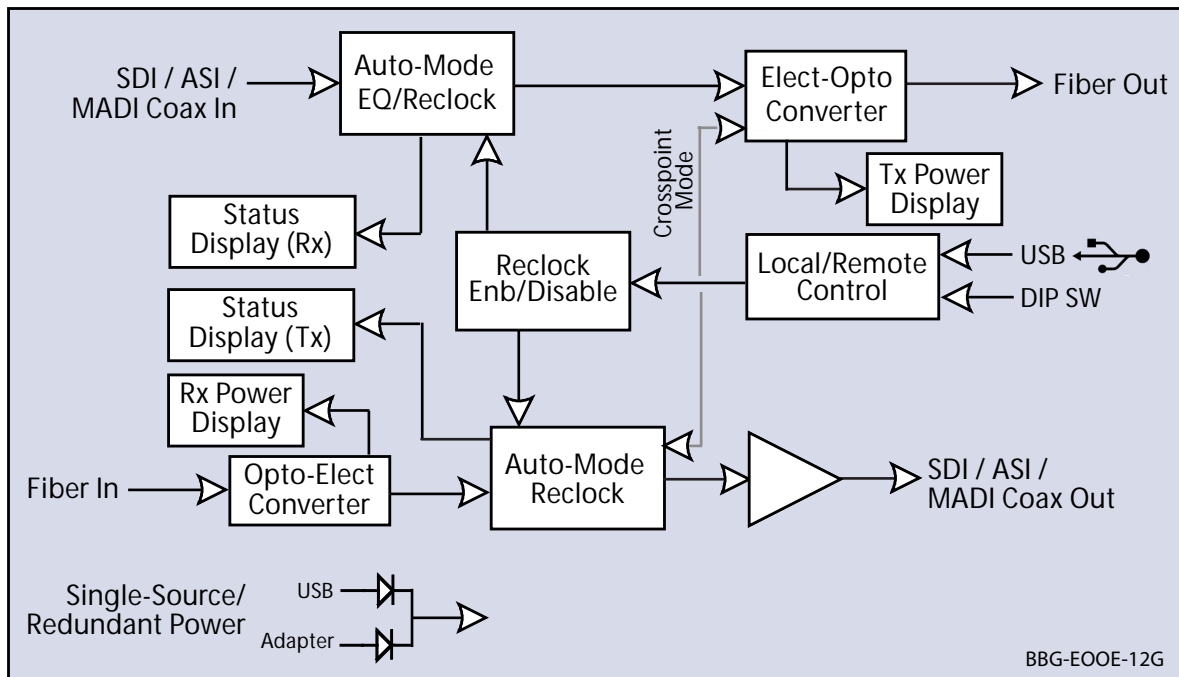 SDI / ASI /
MADI Coax In
Auto-Mode
EQ/Reclock
Elect-Opto
Converter
Fiber Out
Crosspoint
Mode
Tx Power
Display
Status
Display (Rx)
Reclock
Enb/Disable
Local/Remote
Control
USB
DIP SW
Status
Display (Tx)
Rx Power
Display
Fiber In
Opto-Elect
Converter
Auto-Mode
Reclock
SDI / ASI /
MADI Coax Out
Single-Source/
Redundant Power
USB
Adapter
BBG-EOOE-12G